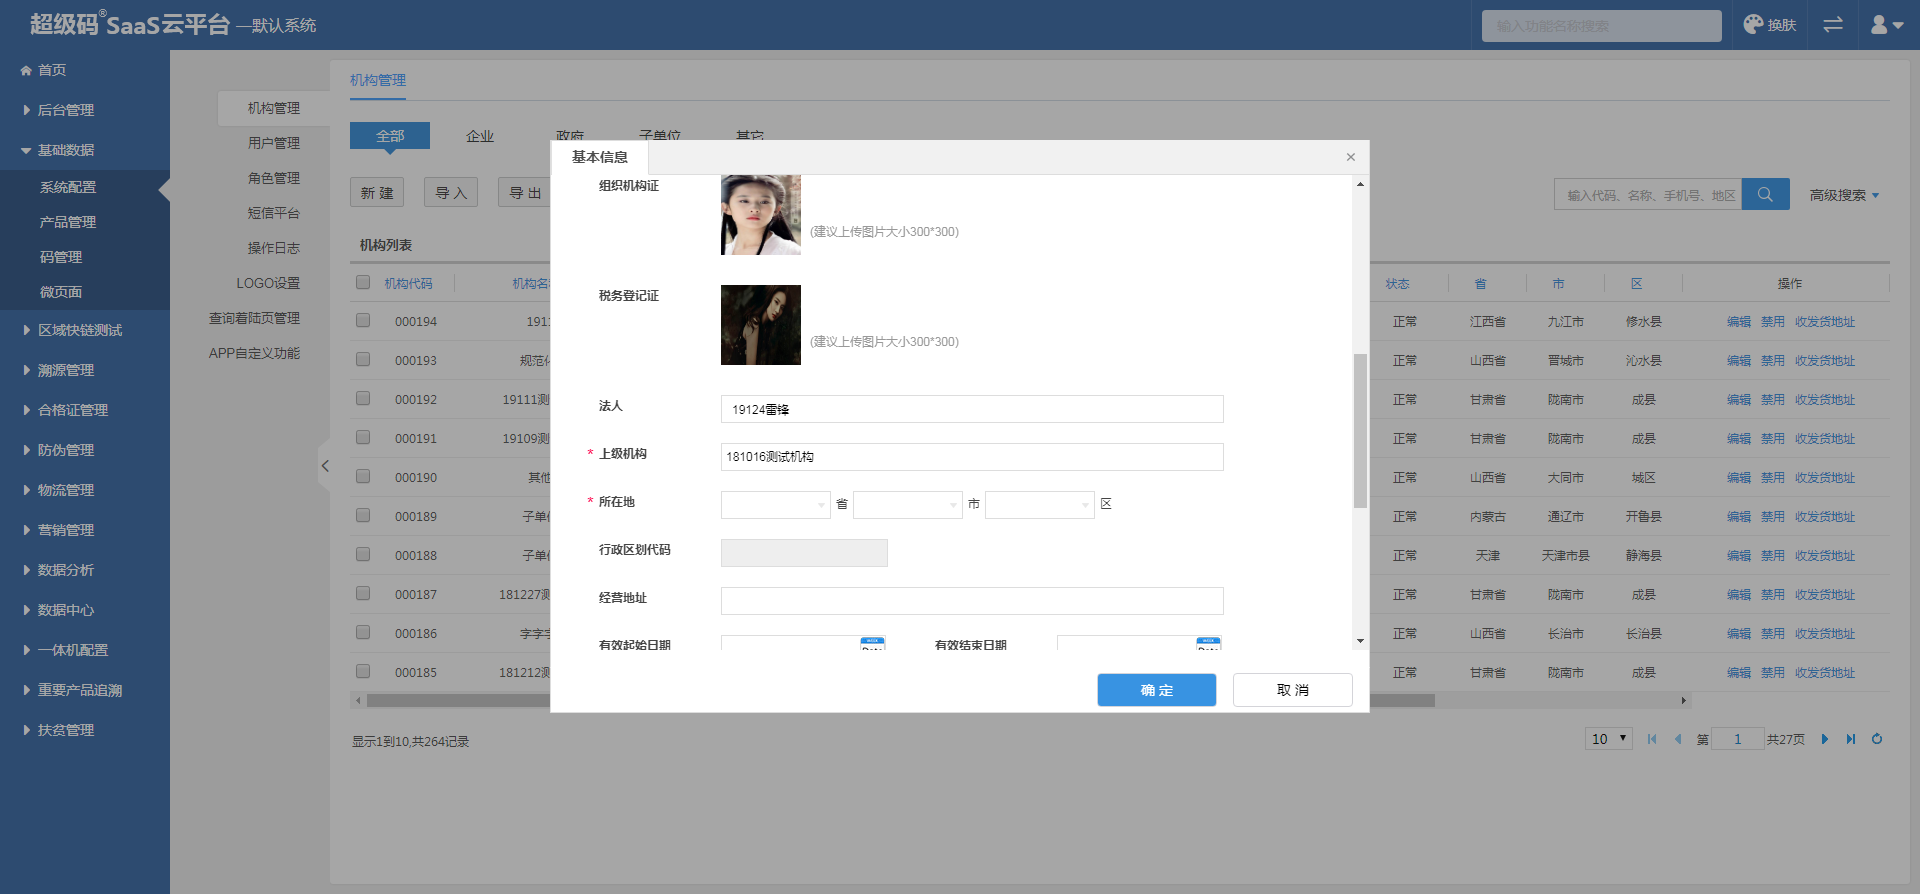 超级码®SaaS云平台 —默认系统
输入功能名称搜索
换肤
首页
后台管理
基础数据
系统配置
产品管理
码管理
微页面
区域快链测试
溯源管理
合格证管理
防伪管理
物流管理
营销管理
数据分析
数据中心
一体机配置
重要产品追溯
扶贫管理
机构管理
用户管理
角色管理
短信平台
操作日志
LOGO设置
查询着陆页管理
APP自定义功能
机构管理
全部 企业 政府 子单位 其它
新 建 导 入 导 出
输入代码、名称、手机号、地区
高级搜索
机构列表
机构代码 机构名 状态 省 市 区 操作
000194 191 正常 江西省 九江市 修水县 编辑 禁用 收发货地址
000193 规范 正常 山西省 晋城市 沁水县 编辑 禁用 收发货地址
000192 19111测 正常 甘肃省 陇南市 成县 编辑 禁用 收发货地址
000191 19109测 正常 甘肃省 陇南市 成县 编辑 禁用 收发货地址
000190 其他 正常 山西省 大同市 城区 编辑 禁用 收发货地址
000189 子单 正常 内蒙古 通辽市 开鲁县 编辑 禁用 收发货地址
000188 子单 正常 天津 天津市县 静海县 编辑 禁用 收发货地址
000187 181227测 正常 甘肃省 陇南市 成县 编辑 禁用 收发货地址
000186 字字 正常 山西省 长治市 长治县 编辑 禁用 收发货地址
000185 181212测 正常 甘肃省 陇南市 成县 编辑 禁用 收发货地址
显示1到10,共264记录
10 第 1 共27页
基本信息 ×
组织机构证
(建议上传图片大小300*300)
税务登记证
(建议上传图片大小300*300)
法人 19124雷锋
* 上级机构 181016测试机构
* 所在地 省 市 区
行政区划代码
经营地址
有效起始日期 有效结束日期
确 定 取 消